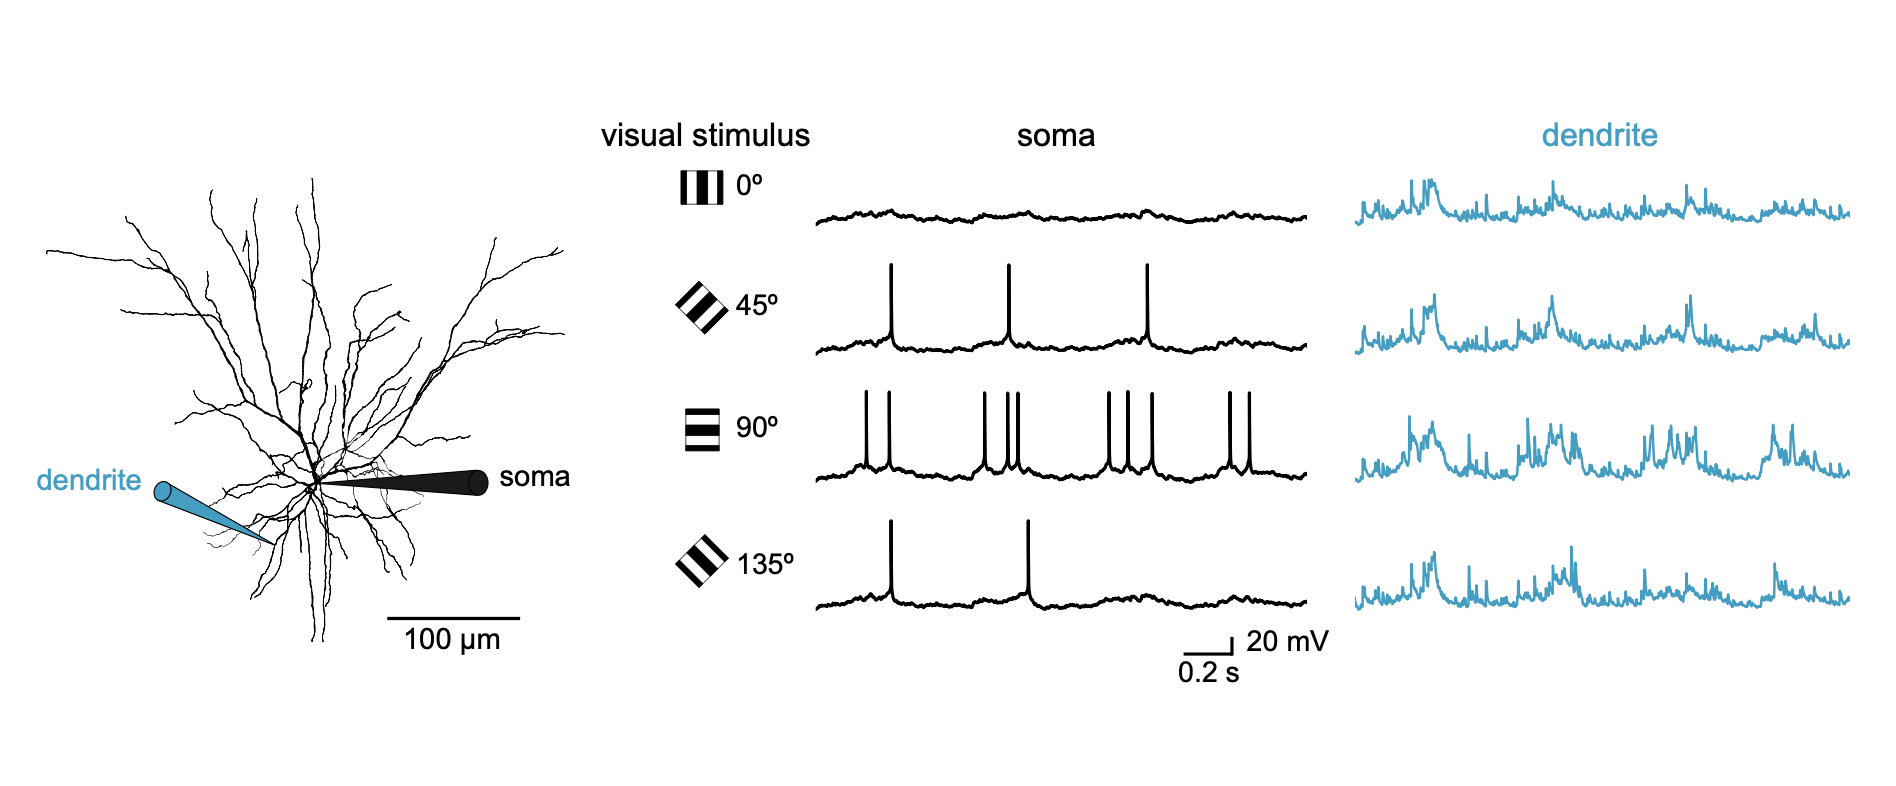 visual stimulus
soma
dendrite
0º
45º
90º
dendrite
soma
135º
100 µm
20 mV
0.2 s